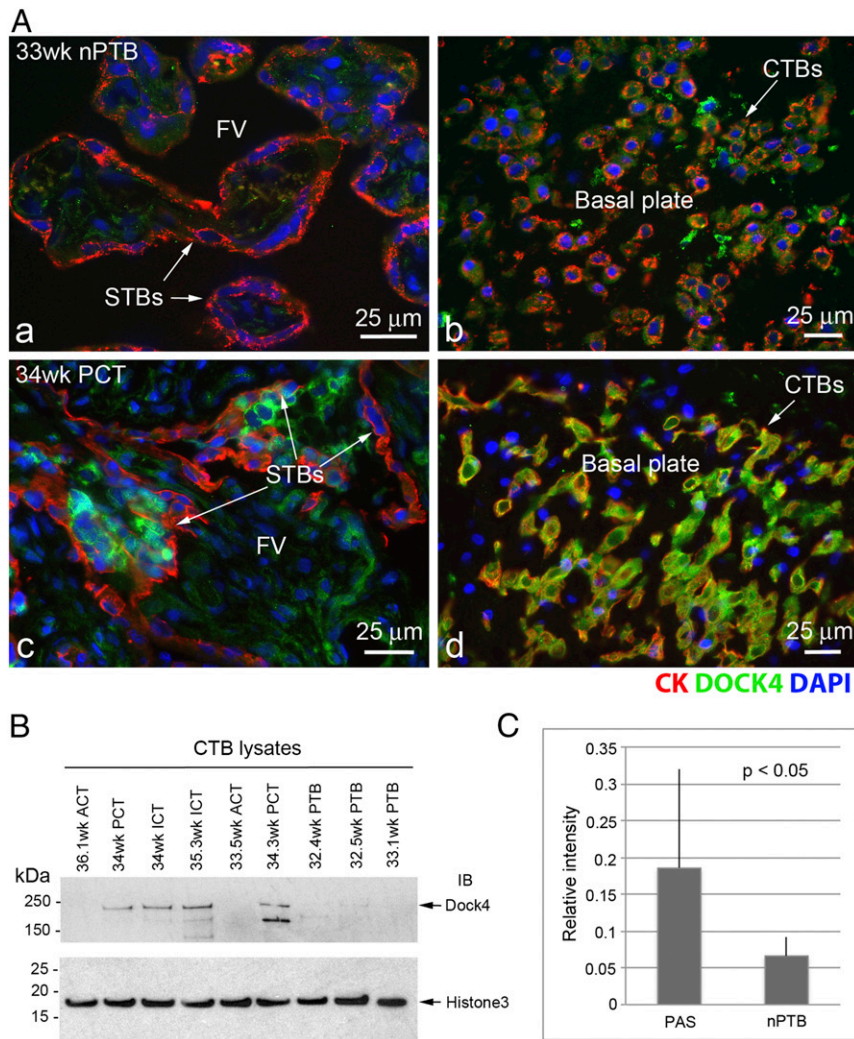 A
33wk nPTB
FV
STBs
25 µm
a
CTBs
Basal plate
25 µm
b
34wk PCT
STBs
FV
25 µm
c
CTBs
Basal plate
25 µm
d
CK DOCK4 DAPI
B
CTB lysates
36.1wk ACT
34wk PCT
34wk ICT
35.3wk ICT
33.5wk ACT
34.3wk PCT
32.4wk PTB
32.5wk PTB
33.1wk PTB
kDa
IB
250
Dock4
150
25
20
Histone3
15
C
0.35
p < 0.05
0.3
0.25
0.2
0.15
0.1
0.05
0
Relative intensity
PAS nPTB